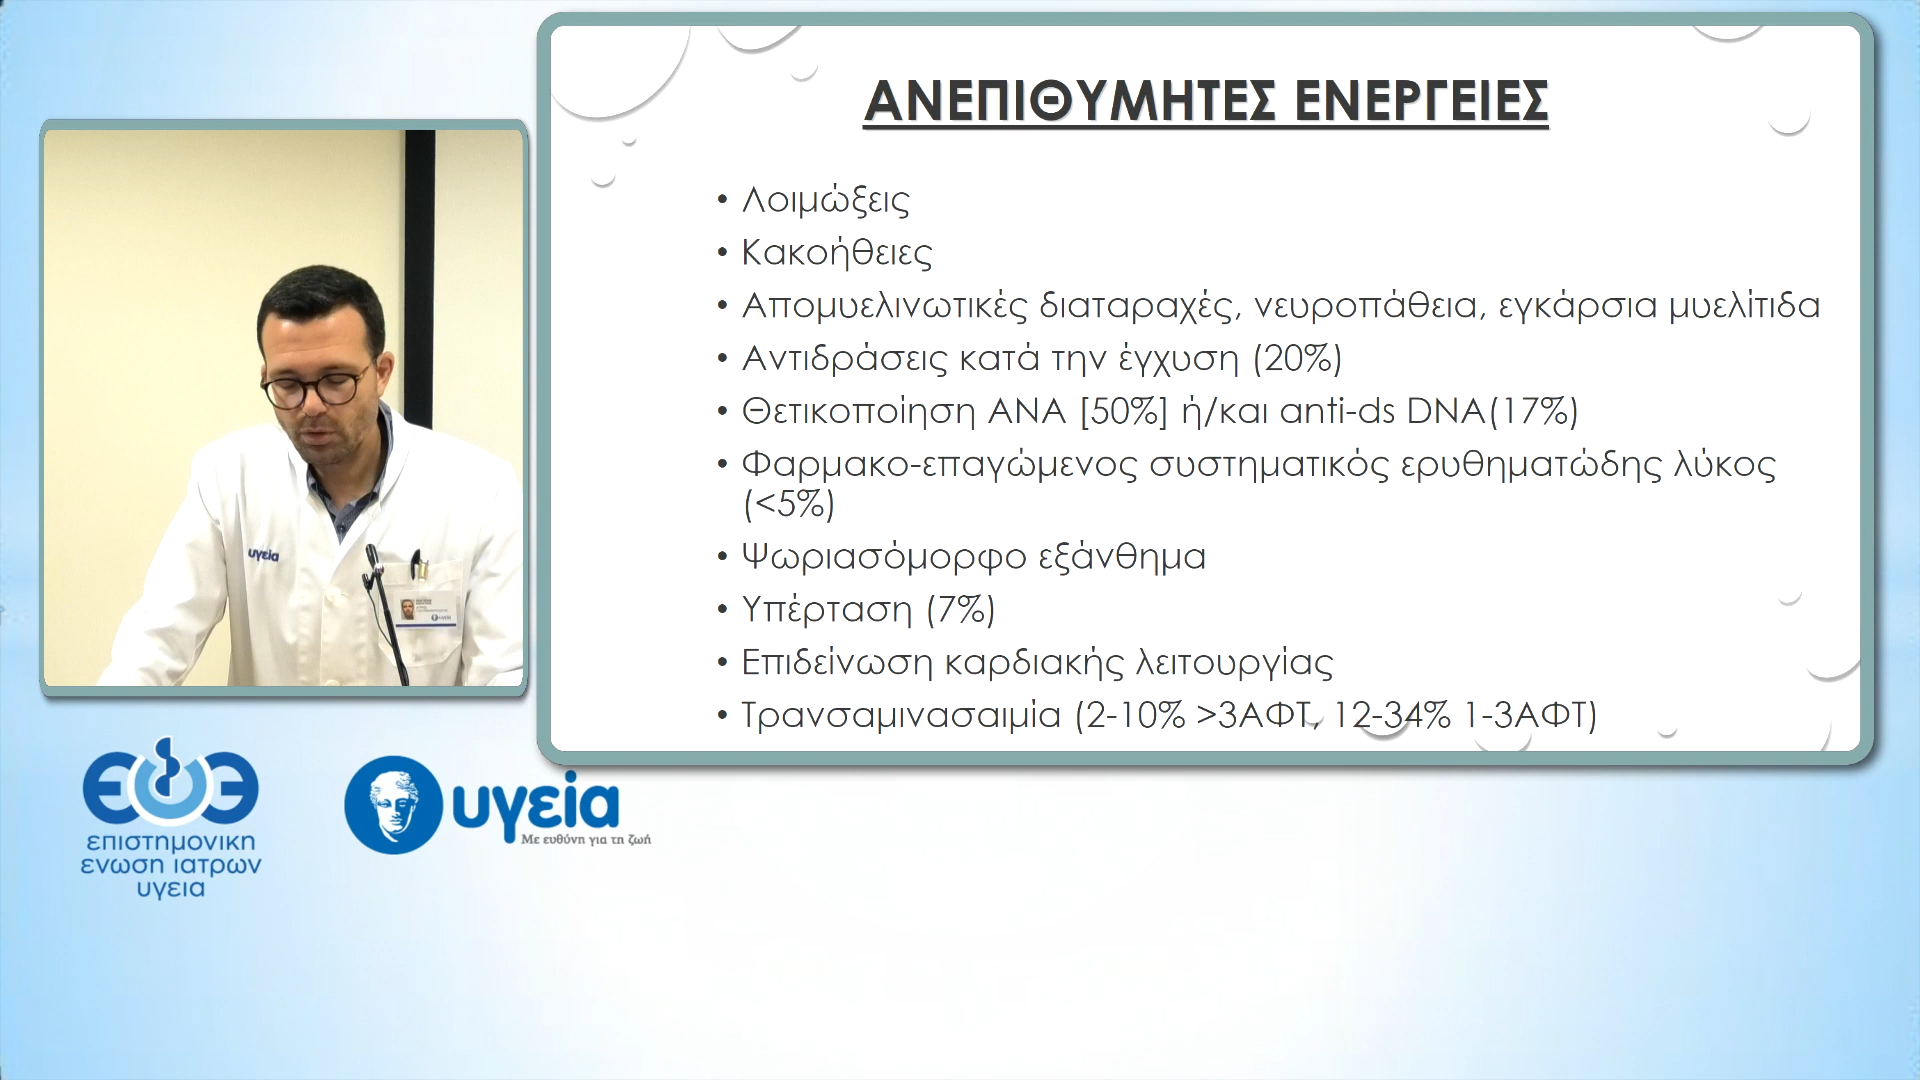 ΑΝΕΠΙΘΥΜΗΤΕΣ ΕΝΕΡΓΕΙΕΣ
• Λοιμώξεις
• Κακοήθειες
• Απομυελινωτικές διαταραχές, νευροπάθεια, εγκάρσια μυελίτιδα
• Αντιδράσεις κατά την έγχυση (20%)
• Θετικοποίηση ΑΝΑ [50%] ή/και anti-ds DNA(17%)
• Φαρμακο-επαγώμενος συστηματικός ερυθηματώδης λύκος
(<5%)
• Ψωριασόμορφο εξάνθημα
• Υπέρταση (7%)
• Επιδείνωση καρδιακής λειτουργίας
• Τρανσαμινασαιμία (2-10% >3ΑΦΤ, 12-34% 1-3ΑΦΤ)
υγεία
υγεία
επιστημονικη
ενωση ιατρων
υγεια
υγεία
Με ευθύνη για τη ζωή